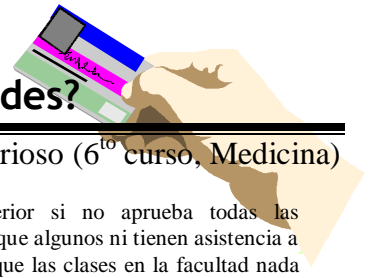 des?
rioso (6to curso, Medicina)
erior si no aprueba todas las
que algunos ni tienen asistencia a
que las clases en la facultad nada